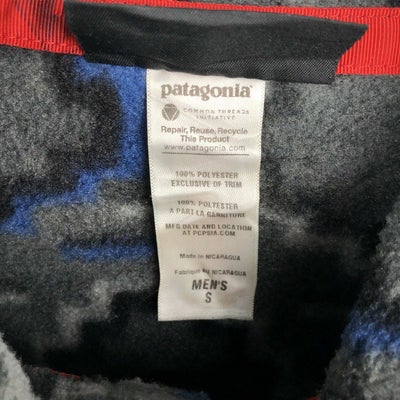 patagonia
COMMON THREADS
INITIATIVE
Repair, Reuse, Recycle
This Product
www.patagonia.com
100% POLYESTER
EXCLUSIVE OF TRIM
100% POLYESTER
A PART LA GARNITURE
MFG DATE AND LOCATION
AT PCPSIA.COM
Made in NICARAGUA
Fabriqué au NICARAGUA
MEN'S
S